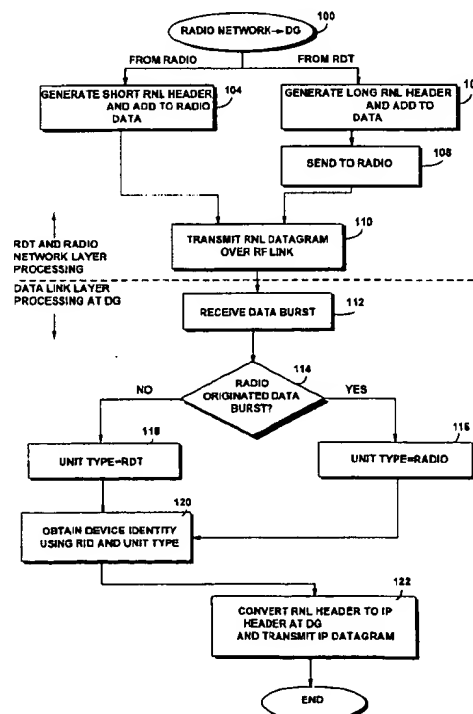 RADIO NETWORK→DG
100
FROM RADIO
FROM RDT
GENERATE SHORT RNL HEADER
AND ADD TO RADIO
DATA
104
GENERATE LONG RNL HEADER
AND ADD TO
DATA
10
SEND TO RADIO
108
TRANSMIT RNL DATAGRAM
OVER RF LINK
110
RDT AND RADIO
NETWORK LAYER
PROCESSING
DATA LINK LAYER
PROCESSING AT DG
RECEIVE DATA BURST
112
RADIO
ORIGINATED DATA
BURST?
114
NO
YES
UNIT TYPE=RDT
118
UNIT TYPE=RADIO
116
OBTAIN DEVICE IDENTITY
USING RID AND UNIT TYPE
120
CONVERT RNL HEADER TO IP
HEADER AT DG
AND TRANSMIT IP DATAGRAM
122
END